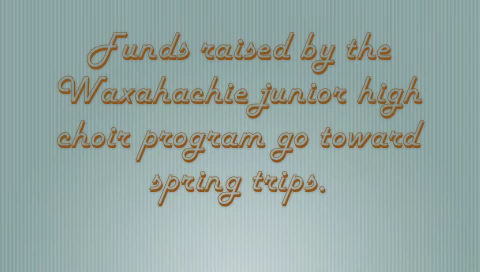 Funds raised by the
Waxahachie junior high
choir program go toward
spring trips.